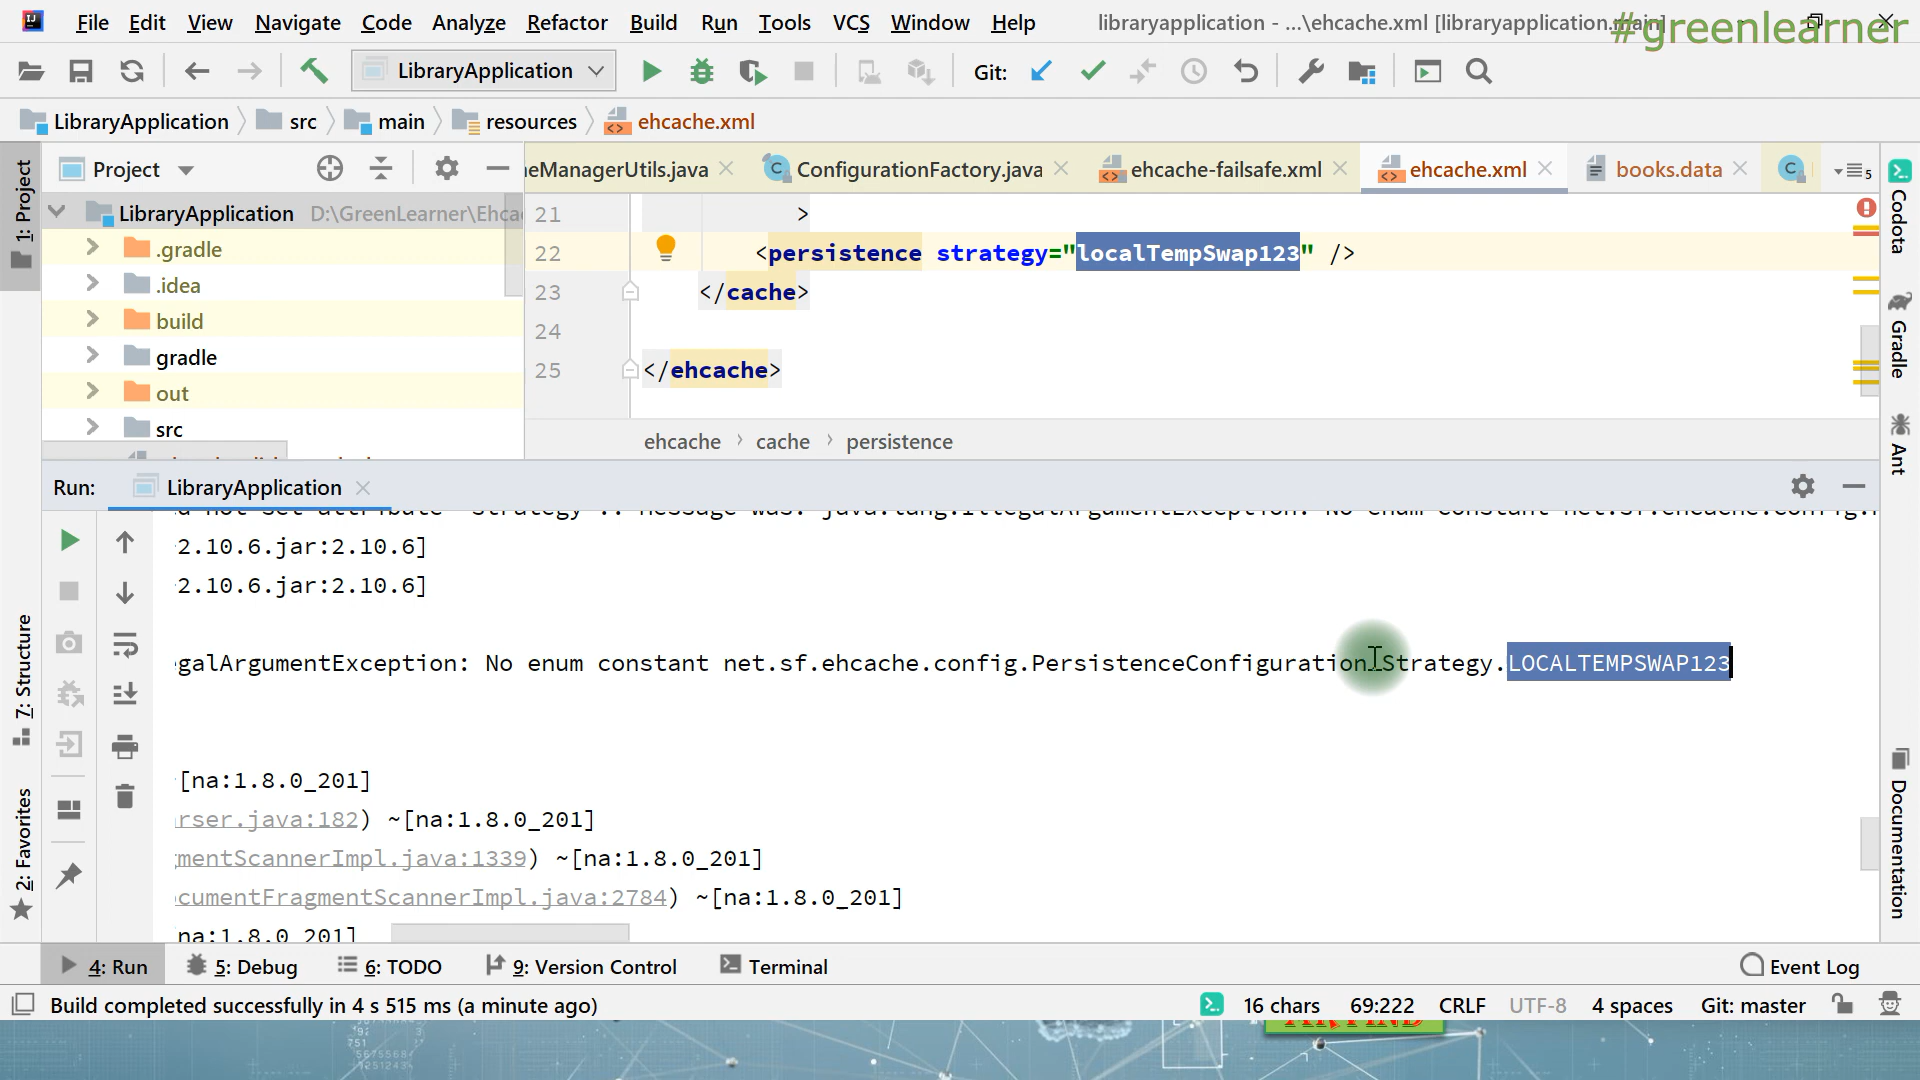 File Edit View Navigate Code Analyze Refactor Build Run Tools VCS Window Help libraryapplication - ...\ehcache.xml [libraryapplication.main]
#greenlearner
LibraryApplication Git:
LibraryApplication src main resources ehcache.xml
1: Project
Project
eManagerUtils.java ConfigurationFactory.java ehcache-failsafe.xml ehcache.xml books.data 5
LibraryApplication D:\GreenLearner\Ehca
.gradle
.idea
build
gradle
out
src
21 >
22 <persistence strategy="localTempSwap123" />
23 </cache>
24
25 </ehcache>
ehcache cache persistence
Codota
Gradle
Ant
Documentation
Run: LibraryApplication
2.10.6.jar:2.10.6]
2.10.6.jar:2.10.6]
galArgumentException: No enum constant net.sf.ehcache.config.PersistenceConfiguration.Strategy.LOCALTEMPSWAP123
[na:1.8.0_201]
rser.java:182) ~[na:1.8.0_201]
mentScannerImpl.java:1339) ~[na:1.8.0_201]
ocumentFragmentScannerImpl.java:2784) ~[na:1.8.0_201]
na:1.8.0_201]
7: Structure
2: Favorites
4: Run 5: Debug 6: TODO 9: Version Control Terminal Event Log
Build completed successfully in 4 s 515 ms (a minute ago) 16 chars 69:222 CRLF UTF-8 4 spaces Git: master